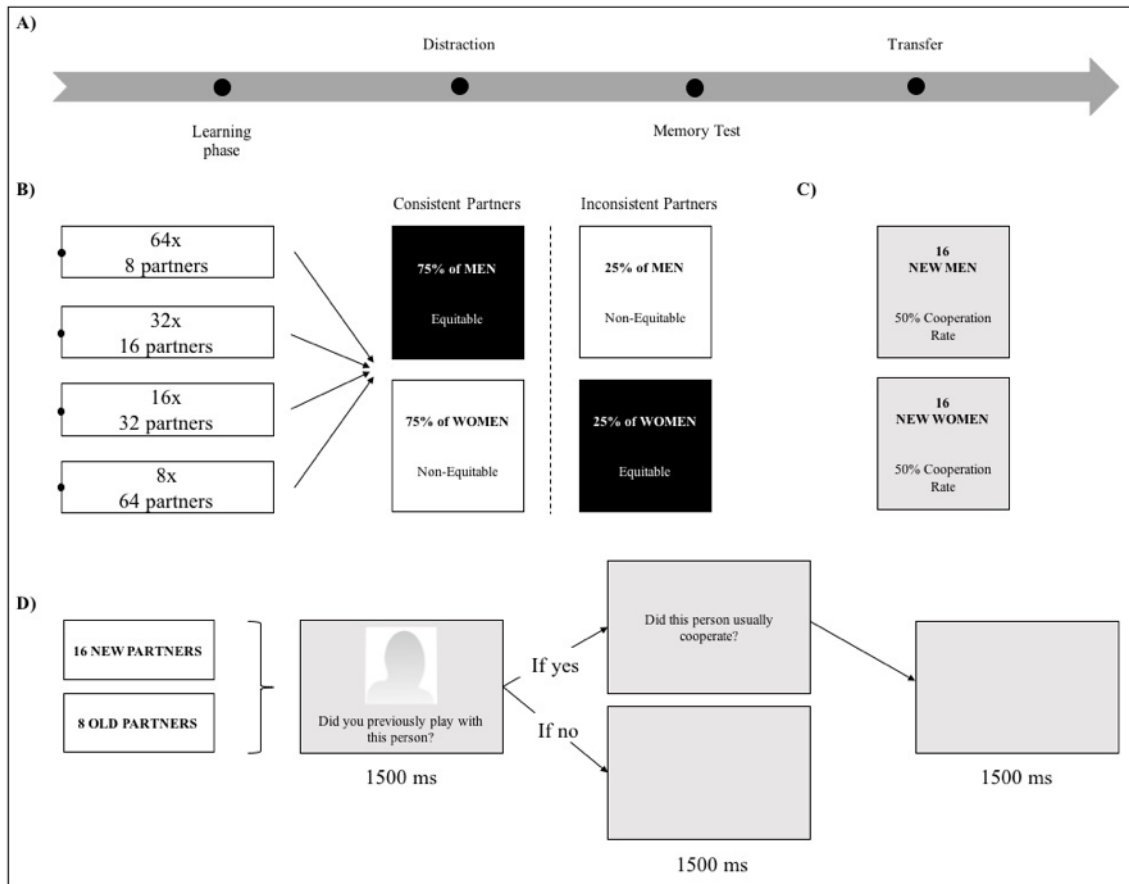 A)
Distraction
Transfer
Learning
phase
Memory Test
B)
Consistent Partners
Inconsistent Partners
C)
64x
8 partners
32x
16 partners
16x
32 partners
8x
64 partners
75% of MEN
Equitable
25% of MEN
Non-Equitable
75% of WOMEN
Non-Equitable
25% of WOMEN
Equitable
16
NEW MEN
50% Cooperation
Rate
16
NEW WOMEN
50% Cooperation
Rate
D)
16 NEW PARTNERS
8 OLD PARTNERS
Did you previously play with
this person?
1500 ms
If yes
If no
Did this person usually
cooperate?
1500 ms
1500 ms